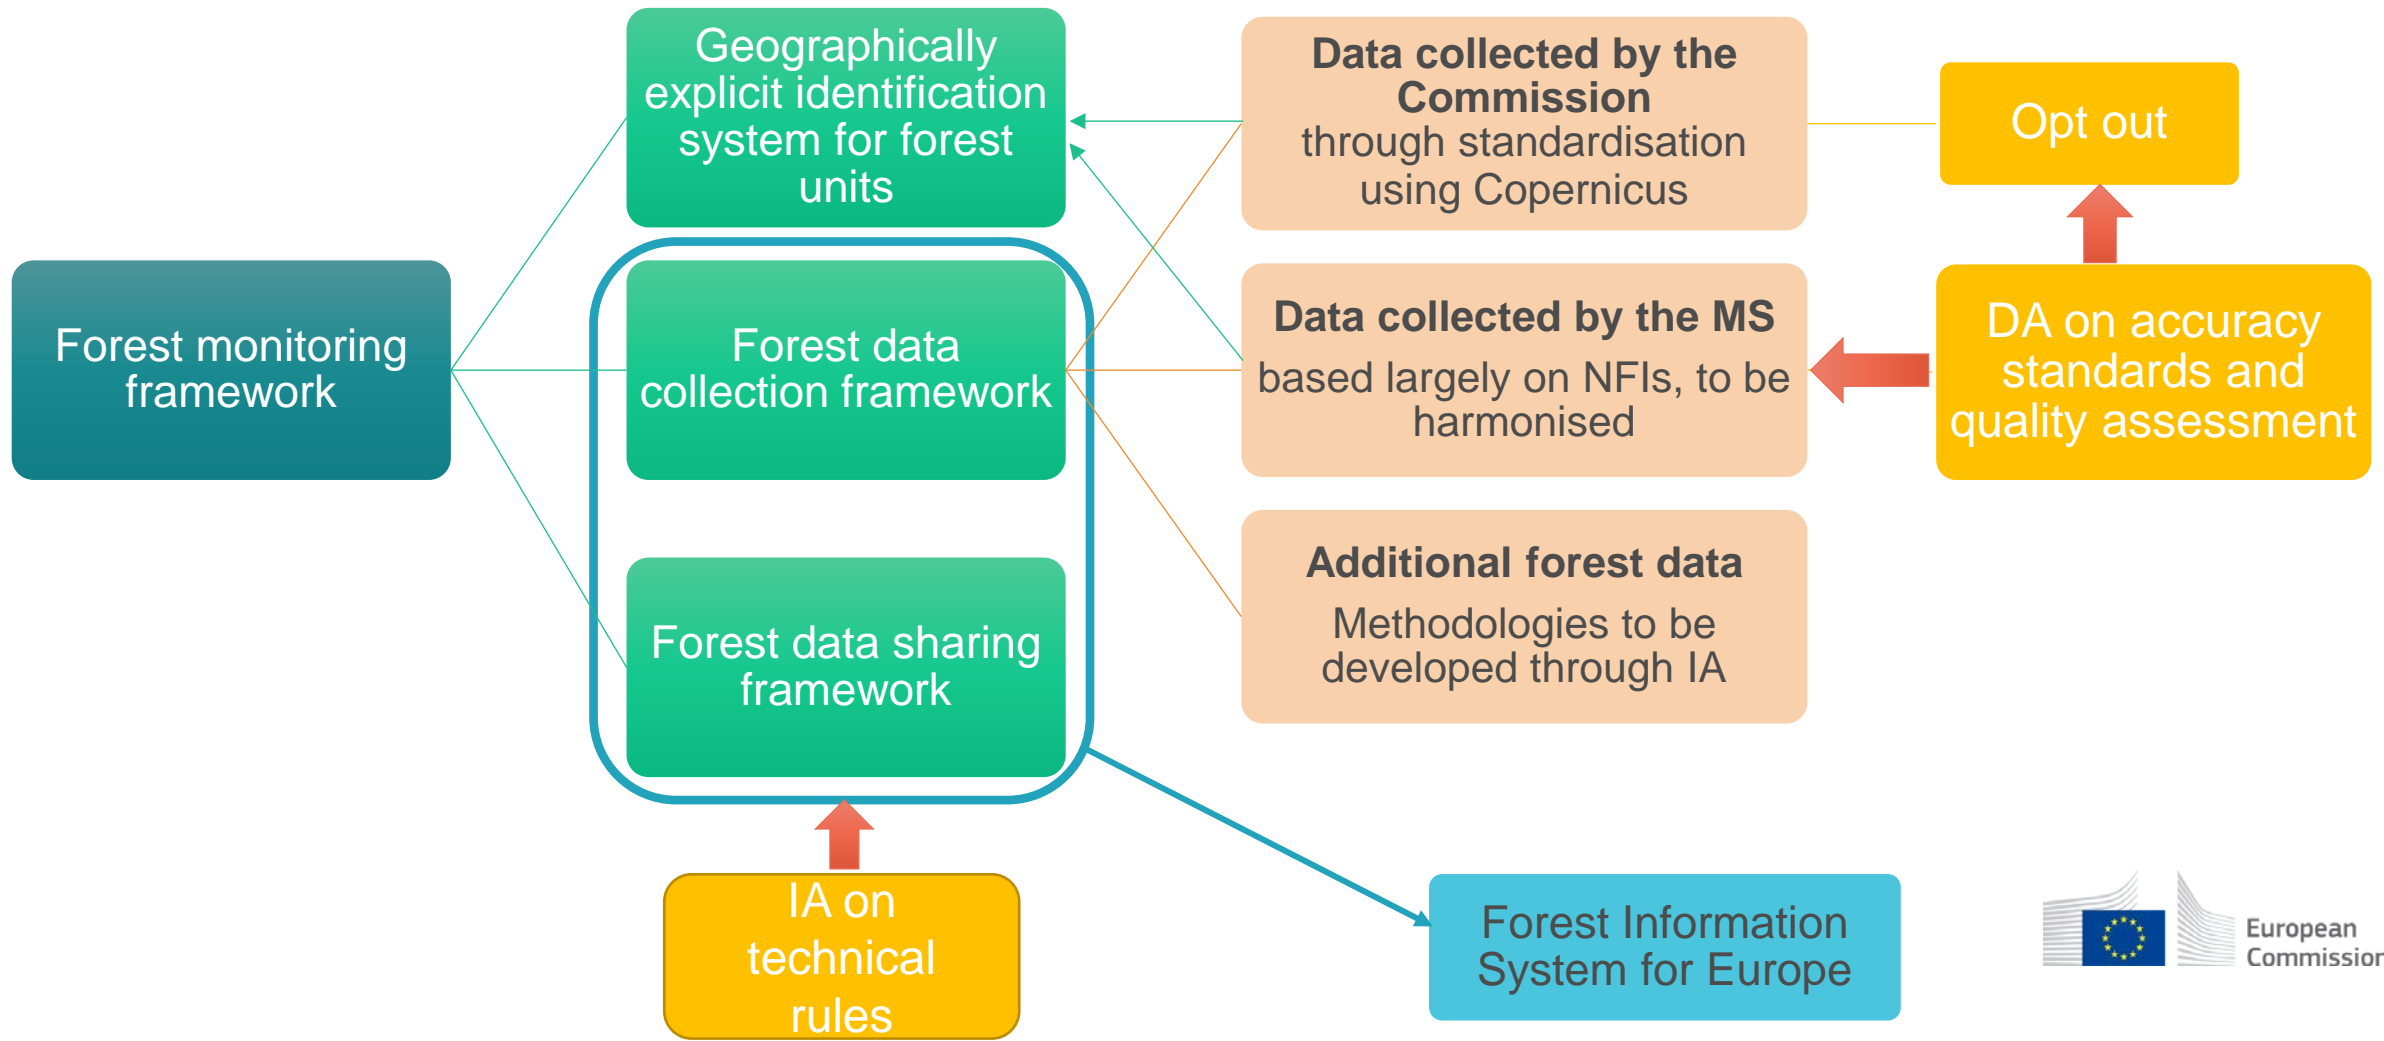 Geographically
explicit identification
system for forest
units
Data collected by the
Commission
through standardisation
using Copernicus
Opt out
Forest monitoring
framework
Forest data
collection framework
Data collected by the MS
based largely on NFIs, to be
harmonised
DA on accuracy
standards and
quality assessment
Forest data sharing
framework
Additional forest data
Methodologies to be
developed through IA
IA on
technical
rules
Forest Information
System for Europe
European
Commission